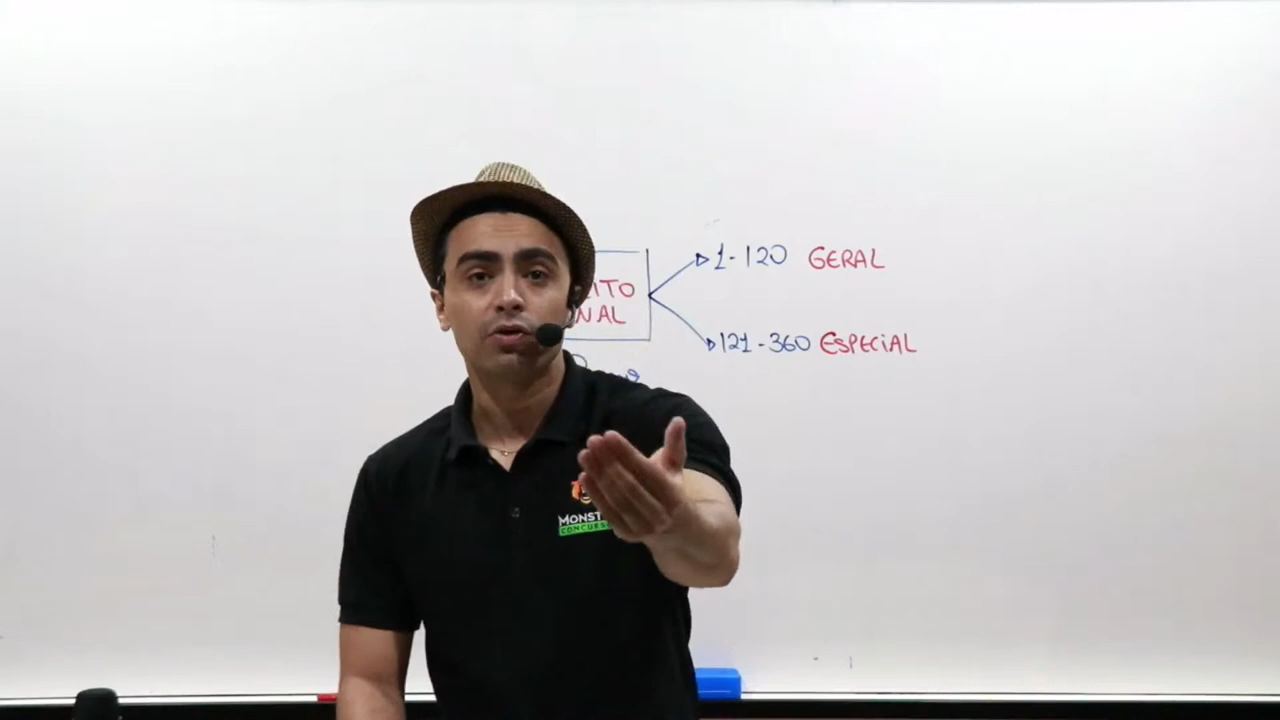 1-120 GERAL
ITO
NAL
121-360 ESPECIAL
MONST
CONCURS